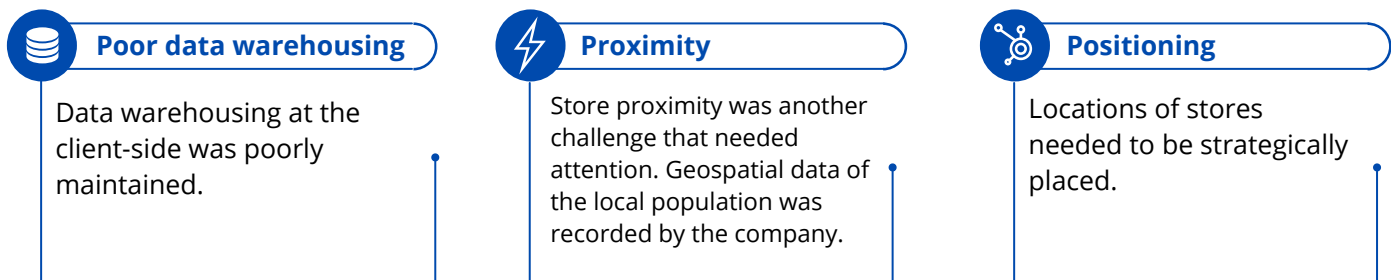 Poor data warehousing
Data warehousing at the
client-side was poorly
maintained.
Proximity
Store proximity was another
challenge that needed
attention. Geospatial data of
the local population was
recorded by the company.
Positioning
Locations of stores
needed to be strategically
placed.